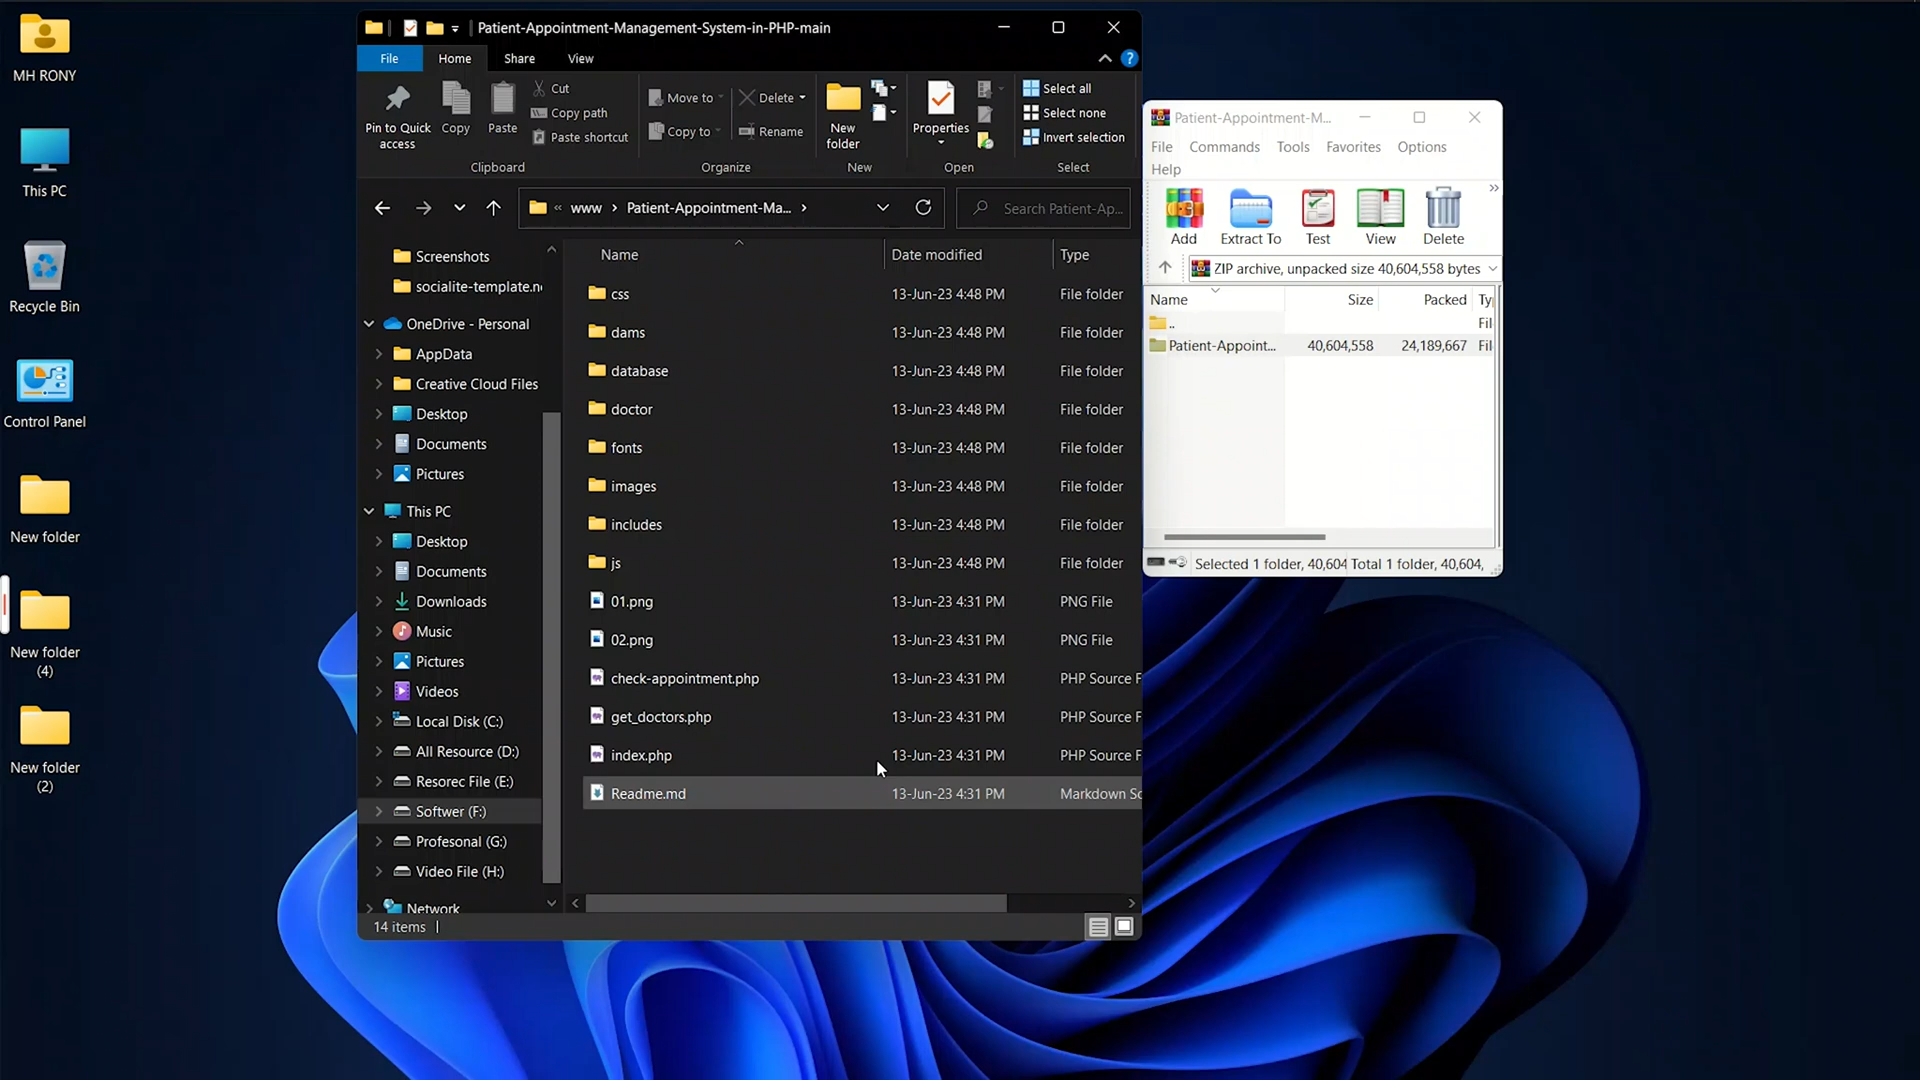 MH RONY
This PC
Recycle Bin
Control Panel
New folder
New folder
(4)
New folder
(2)
Patient-Appointment-Management-System-in-PHP-main
File Home Share View
Pin to Quick
access
Copy
Paste
Cut
Copy path
Paste shortcut
Clipboard
Move to
Copy to
Delete
Rename
Organize
New
folder
New
Properties
Open
Select all
Select none
Invert selection
Select
« www › Patient-Appointment-Ma... ›
Search Patient-Ap...
Screenshots
socialite-template.ne
OneDrive - Personal
AppData
Creative Cloud Files
Desktop
Documents
Pictures
This PC
Desktop
Documents
Downloads
Music
Pictures
Videos
Local Disk (C:)
All Resource (D:)
Resorec File (E:)
Softwer (F:)
Profesonal (G:)
Video File (H:)
Network
Name Date modified Type
css 13-Jun-23 4:48 PM File folder
dams 13-Jun-23 4:48 PM File folder
database 13-Jun-23 4:48 PM File folder
doctor 13-Jun-23 4:48 PM File folder
fonts 13-Jun-23 4:48 PM File folder
images 13-Jun-23 4:48 PM File folder
includes 13-Jun-23 4:48 PM File folder
js 13-Jun-23 4:48 PM File folder
01.png 13-Jun-23 4:31 PM PNG File
02.png 13-Jun-23 4:31 PM PNG File
check-appointment.php 13-Jun-23 4:31 PM PHP Source F
get_doctors.php 13-Jun-23 4:31 PM PHP Source F
index.php 13-Jun-23 4:31 PM PHP Source F
Readme.md 13-Jun-23 4:31 PM Markdown So
14 items
Patient-Appointment-M...
File Commands Tools Favorites Options
Help
Add Extract To Test View Delete
ZIP archive, unpacked size 40,604,558 bytes
Name Size Packed Ty
.. Fil
Patient-Appoint... 40,604,558 24,189,667 Fil
Selected 1 folder, 40,604 Total 1 folder, 40,604,